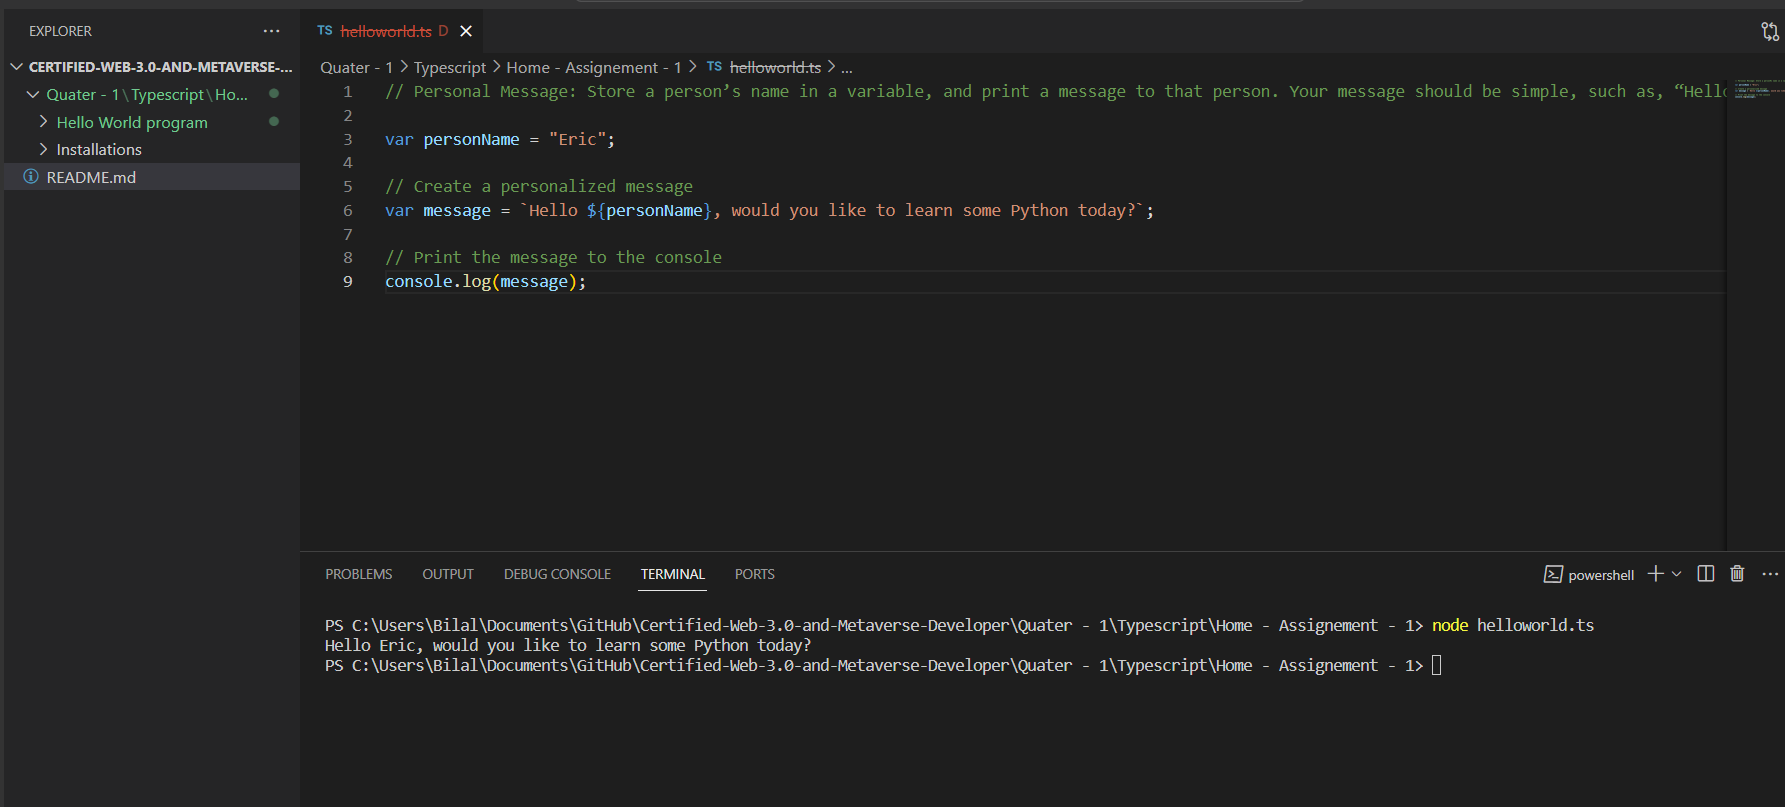 EXPLORER ...
CERTIFIED-WEB-3.0-AND-METAVERSE-...
Quater - 1\Typescript\Ho...
Hello World program
Installations
README.md
TS helloworld.ts D
Quater - 1 > Typescript > Home - Assignement - 1 > TS helloworld.ts > ...
1 // Personal Message: Store a person’s name in a variable, and print a message to that person. Your message should be simple, such as, “Hello
2
3 var personName = "Eric";
4
5 // Create a personalized message
6 var message = `Hello ${personName}, would you like to learn some Python today?`;
7
8 // Print the message to the console
9 console.log(message);
PROBLEMS OUTPUT DEBUG CONSOLE TERMINAL PORTS powershell ...
PS C:\Users\Bilal\Documents\GitHub\Certified-Web-3.0-and-Metaverse-Developer\Quater - 1\Typescript\Home - Assignement - 1> node helloworld.ts
Hello Eric, would you like to learn some Python today?
PS C:\Users\Bilal\Documents\GitHub\Certified-Web-3.0-and-Metaverse-Developer\Quater - 1\Typescript\Home - Assignement - 1>